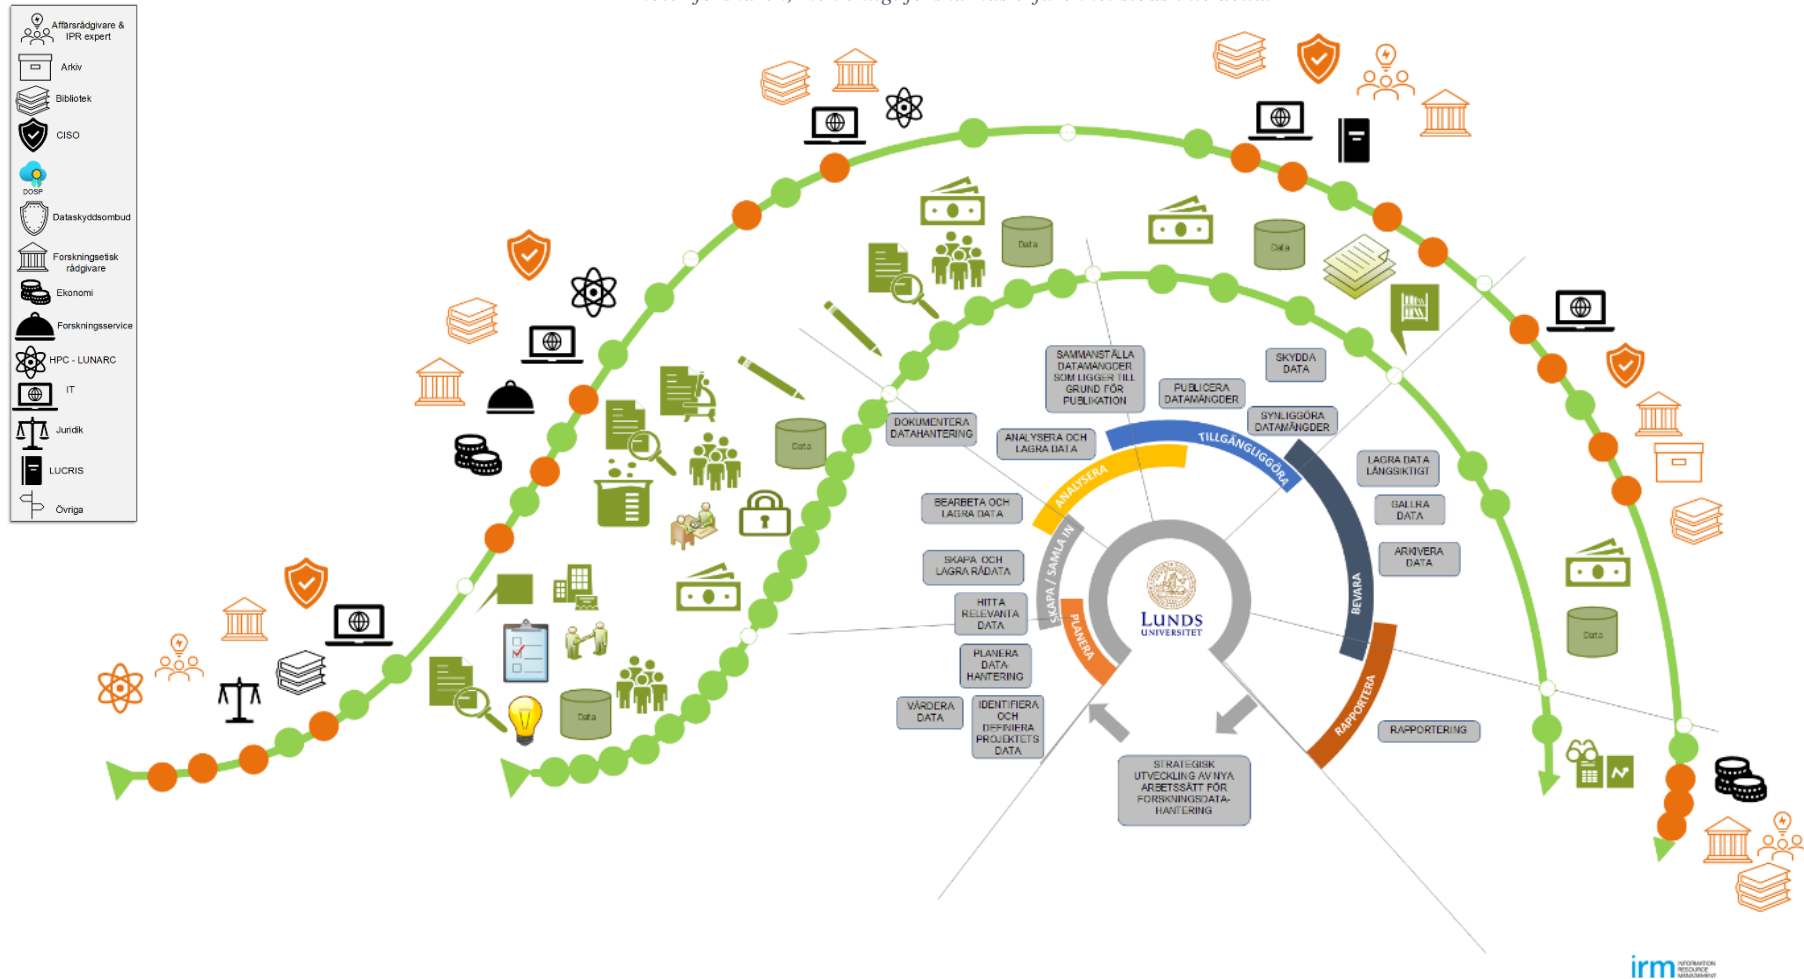 Affärsrådgivare &
IPR expert
Arkiv
Bibliotek
CISO
DOSP
Dataskyddsombud
Forskningsetisk
rådgivare
Ekonomi
Forskningsservice
HPC - LUNARC
IT
Juridik
LUCRIS
Övriga
Data
Data
Data
Data
Data
SAMMANSTÄLLA
DATAMÄNGDER
SOM LIGGER TILL
GRUND FÖR
PUBLIKATION
SKYDDA
DATA
PUBLICERA
DATAMÄNGDER
SYNLIGGÖRA
DATAMÄNGDER
DOKUMENTERA
DATAHANTERING
ANALYSERA OCH
LAGRA DATA
LAGRA DATA
LÅNGSIKTIGT
BEARBETA OCH
LAGRA DATA
GALLRA
DATA
SKAPA OCH
LAGRA RÅDATA
ARKIVERA
DATA
HITTA
RELEVANTA
DATA
PLANERA
DATA-
HANTERING
VÄRDERA
DATA
IDENTIFIERA
OCH
DEFINIERA
PROJEKTETS
DATA
RAPPORTERING
STRATEGISK
UTVECKLING AV NYA
ARBETSSÄTT FÖR
FORSKNINGSDATA-
HANTERING
PLANERA
SKAPA / SAMLA IN
ANALYSERA
TILLGÄNGLIGGÖRA
BEVARA
RAPPORTERA
LUNDS
UNIVERSITET
irm
INFORMATION
RESOURCE
MANAGEMENT